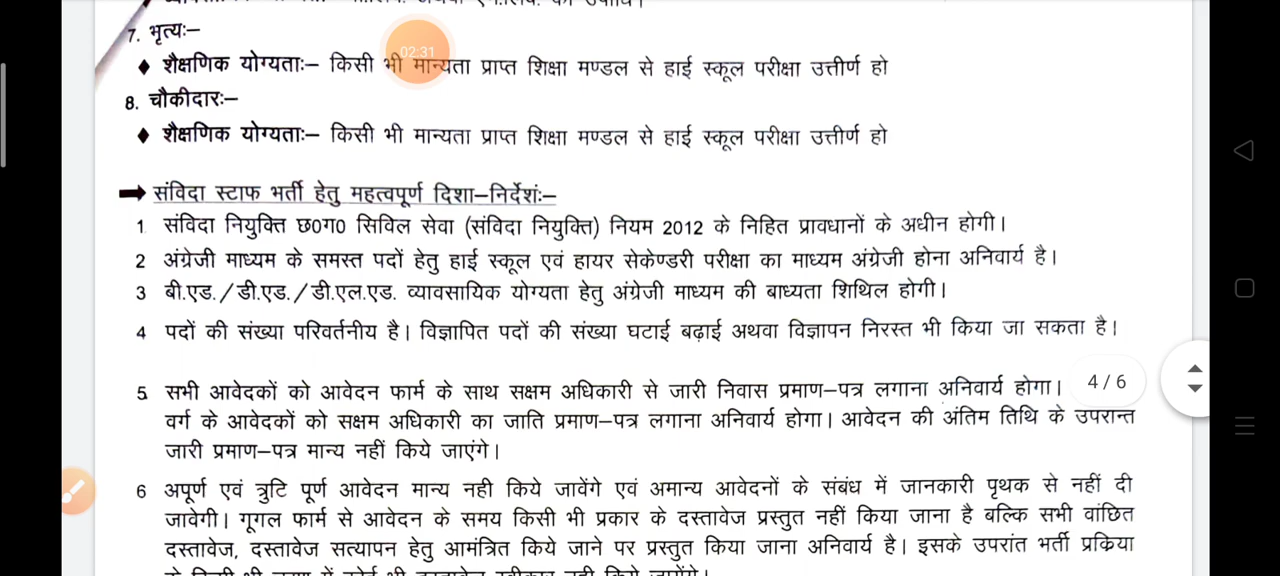 7. भृत्यः–
02:31
♦ शैक्षणिक योग्यताः– किसी भी मान्यता प्राप्त शिक्षा मण्डल से हाई स्कूल परीक्षा उत्तीर्ण हो
8. चौकीदारः–
♦ शैक्षणिक योग्यताः– किसी भी मान्यता प्राप्त शिक्षा मण्डल से हाई स्कूल परीक्षा उत्तीर्ण हो
➡ संविदा स्टाफ भर्ती हेतु महत्वपूर्ण दिशा–निर्देशंः–
1 संविदा नियुक्ति छ0ग0 सिविल सेवा (संविदा नियुक्ति) नियम 2012 के निहित प्रावधानों के अधीन होगी।
2 अंग्रेजी माध्यम के समस्त पदों हेतु हाई स्कूल एवं हायर सेकेण्डरी परीक्षा का माध्यम अंग्रेजी होना अनिवार्य है।
3 बी.एड./डी.एड./डी.एल.एड. व्यावसायिक योग्यता हेतु अंग्रेजी माध्यम की बाध्यता शिथिल होगी।
4 पदों की संख्या परिवर्तनीय है। विज्ञापित पदों की संख्या घटाई बढ़ाई अथवा विज्ञापन निरस्त भी किया जा सकता है।
5 सभी आवेदकों को आवेदन फार्म के साथ सक्षम अधिकारी से जारी निवास प्रमाण–पत्र लगाना अनिवार्य होगा।
4 / 6
वर्ग के आवेदकों को सक्षम अधिकारी का जाति प्रमाण–पत्र लगाना अनिवार्य होगा। आवेदन की अंतिम तिथि के उपरान्त
जारी प्रमाण–पत्र मान्य नहीं किये जाएंगे।
6 अपूर्ण एवं त्रुटि पूर्ण आवेदन मान्य नही किये जावेंगे एवं अमान्य आवेदनों के संबंध में जानकारी पृथक से नहीं दी
जावेगी। गूगल फार्म से आवेदन के समय किसी भी प्रकार के दस्तावेज प्रस्तुत नहीं किया जाना है बल्कि सभी वांछित
दस्तावेज, दस्तावेज सत्यापन हेतु आमंत्रित किये जाने पर प्रस्तुत किया जाना अनिवार्य है। इसके उपरांत भर्ती प्रकिया